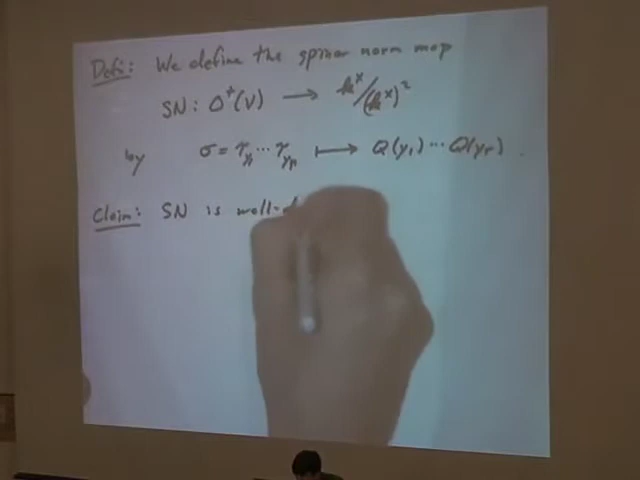 Defi: We define the spinor norm map
SN: O⁺(V) ⟶ k^×/(k^×)²
by σ = τ_{y₁} ⋯ τ_{yᵣ} ⟼ Q(y₁) ⋯ Q(yᵣ).
Claim: SN is well-d